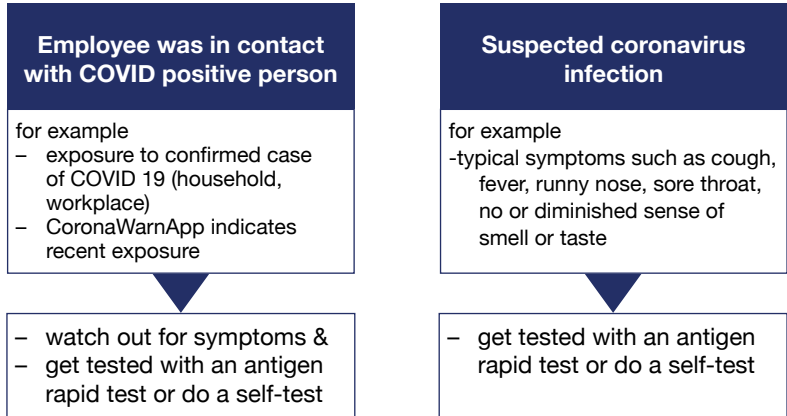 Employee was in contact
with COVID positive person
for example
– exposure to confirmed case
of COVID 19 (household,
workplace)
– CoronaWarnApp indicates
recent exposure
– watch out for symptoms &
– get tested with an antigen
rapid test or do a self-test
Suspected coronavirus
infection
for example
-typical symptoms such as cough,
fever, runny nose, sore throat,
no or diminished sense of
smell or taste
– get tested with an antigen
rapid test or do a self-test